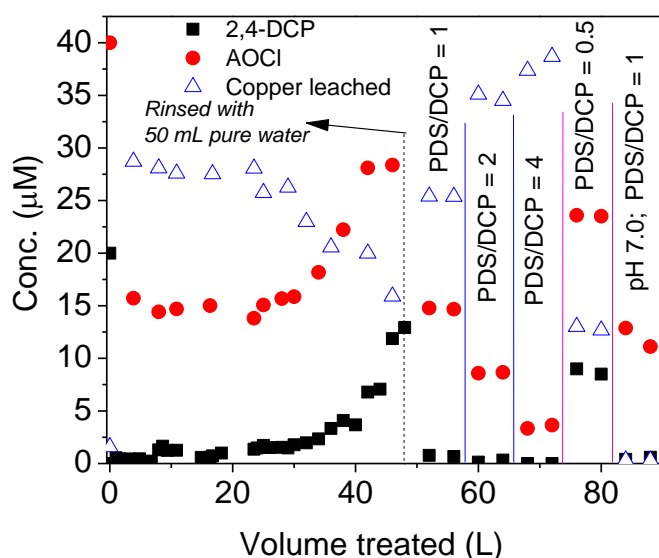 2,4-DCP
AOCl
Copper leached
Rinsed with
50 mL pure water
PDS/DCP = 1
PDS/DCP = 2
PDS/DCP = 4
PDS/DCP = 0.5
pH 7.0; PDS/DCP = 1
Conc. (μM)
40
35
30
25
20
15
10
5
0
0
20
40
60
80
Volume treated (L)